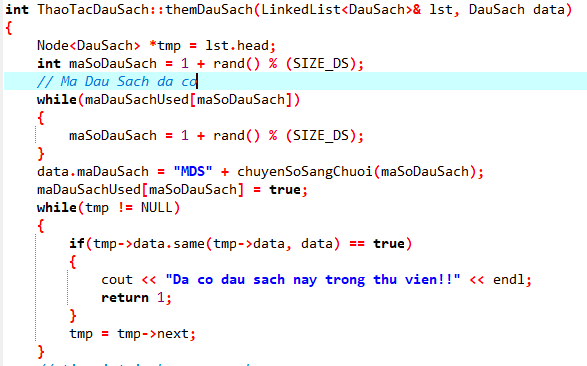 int ThaoTacDauSach::themDauSach(LinkedList<DauSach>& lst, DauSach data)
{
    Node<DauSach> *tmp = lst.head;
    int maSoDauSach = 1 + rand() % (SIZE_DS);
    // Ma Dau Sach da co
    while(maDauSachUsed[maSoDauSach])
    {
        maSoDauSach = 1 + rand() % (SIZE_DS);
    }
    data.maDauSach = "MDS" + chuyenSoSangChuoi(maSoDauSach);
    maDauSachUsed[maSoDauSach] = true;
    while(tmp != NULL)
    {
        if(tmp->data.same(tmp->data, data) == true)
        {
            cout << "Da co dau sach nay trong thu vien!!" << endl;
            return 1;
        }
        tmp = tmp->next;
    }